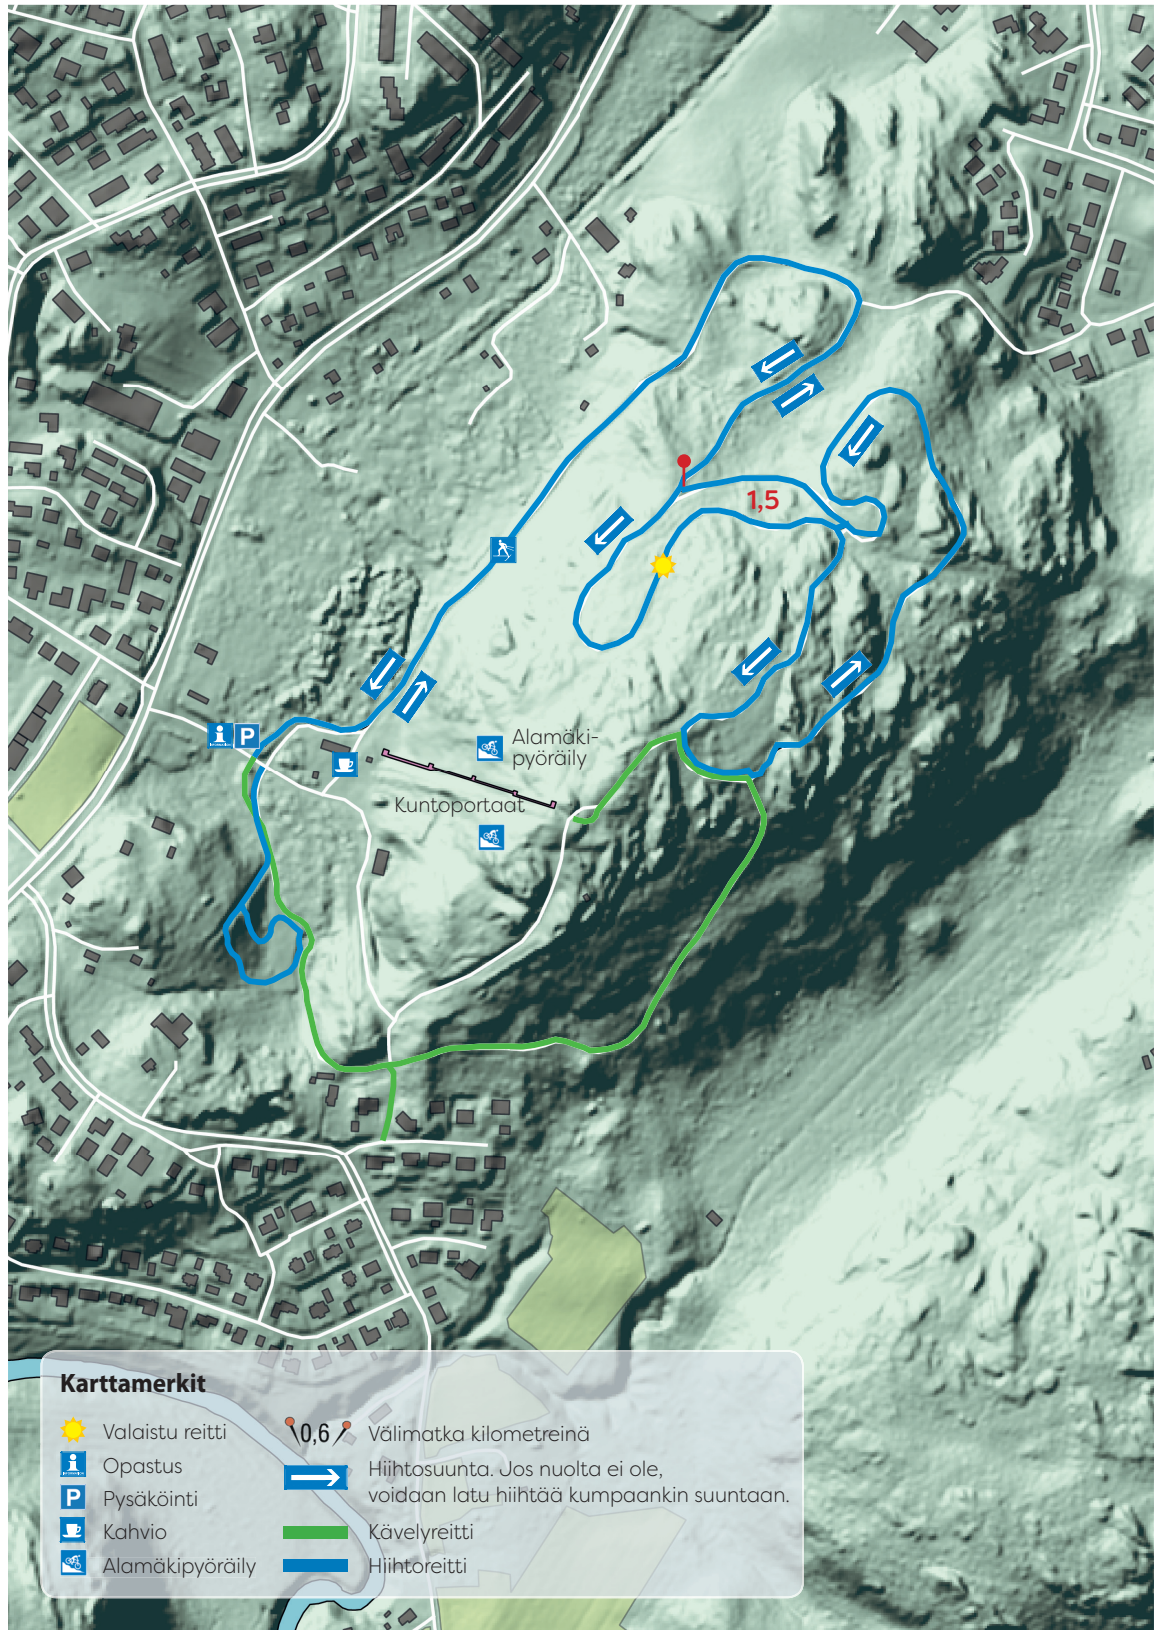 1,5
Alamäki-
pyöräily
P
Kuntoportaat
Karttamerkit
Valaistu reitti
0,6
Välimatka kilometreinä
Opastus
Hiihtosuunta. Jos nuolta ei ole,
voidaan latu hiihtää kumpaankin suuntaan.
P
Pysäköinti
Kahvio
Kävelyreitti
Alamäkipyöräily
Hiihtoreitti